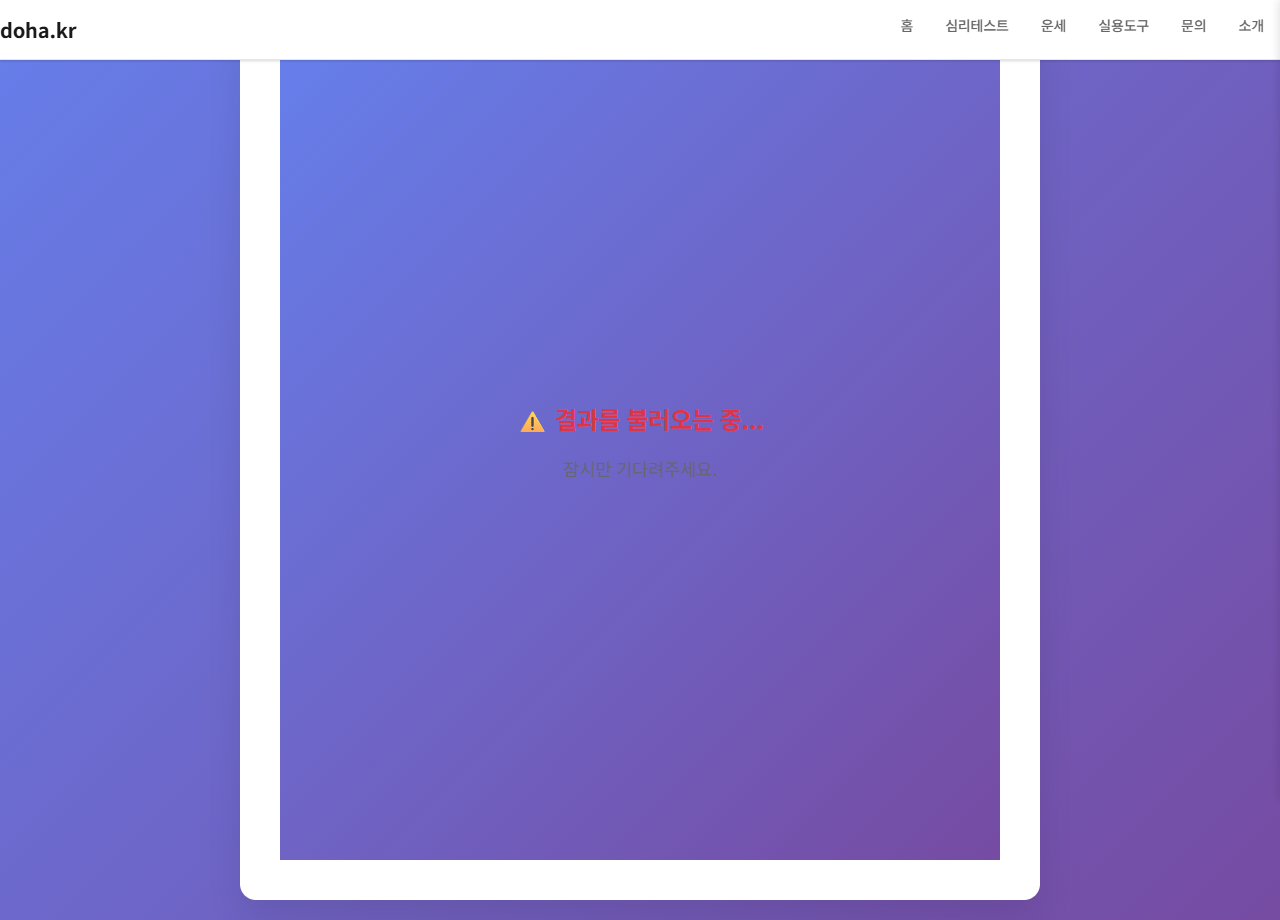 doha.kr
홈 심리테스트 운세 실용도구 문의 소개
⚠️ 결과를 불러오는 중...
잠시만 기다려주세요.